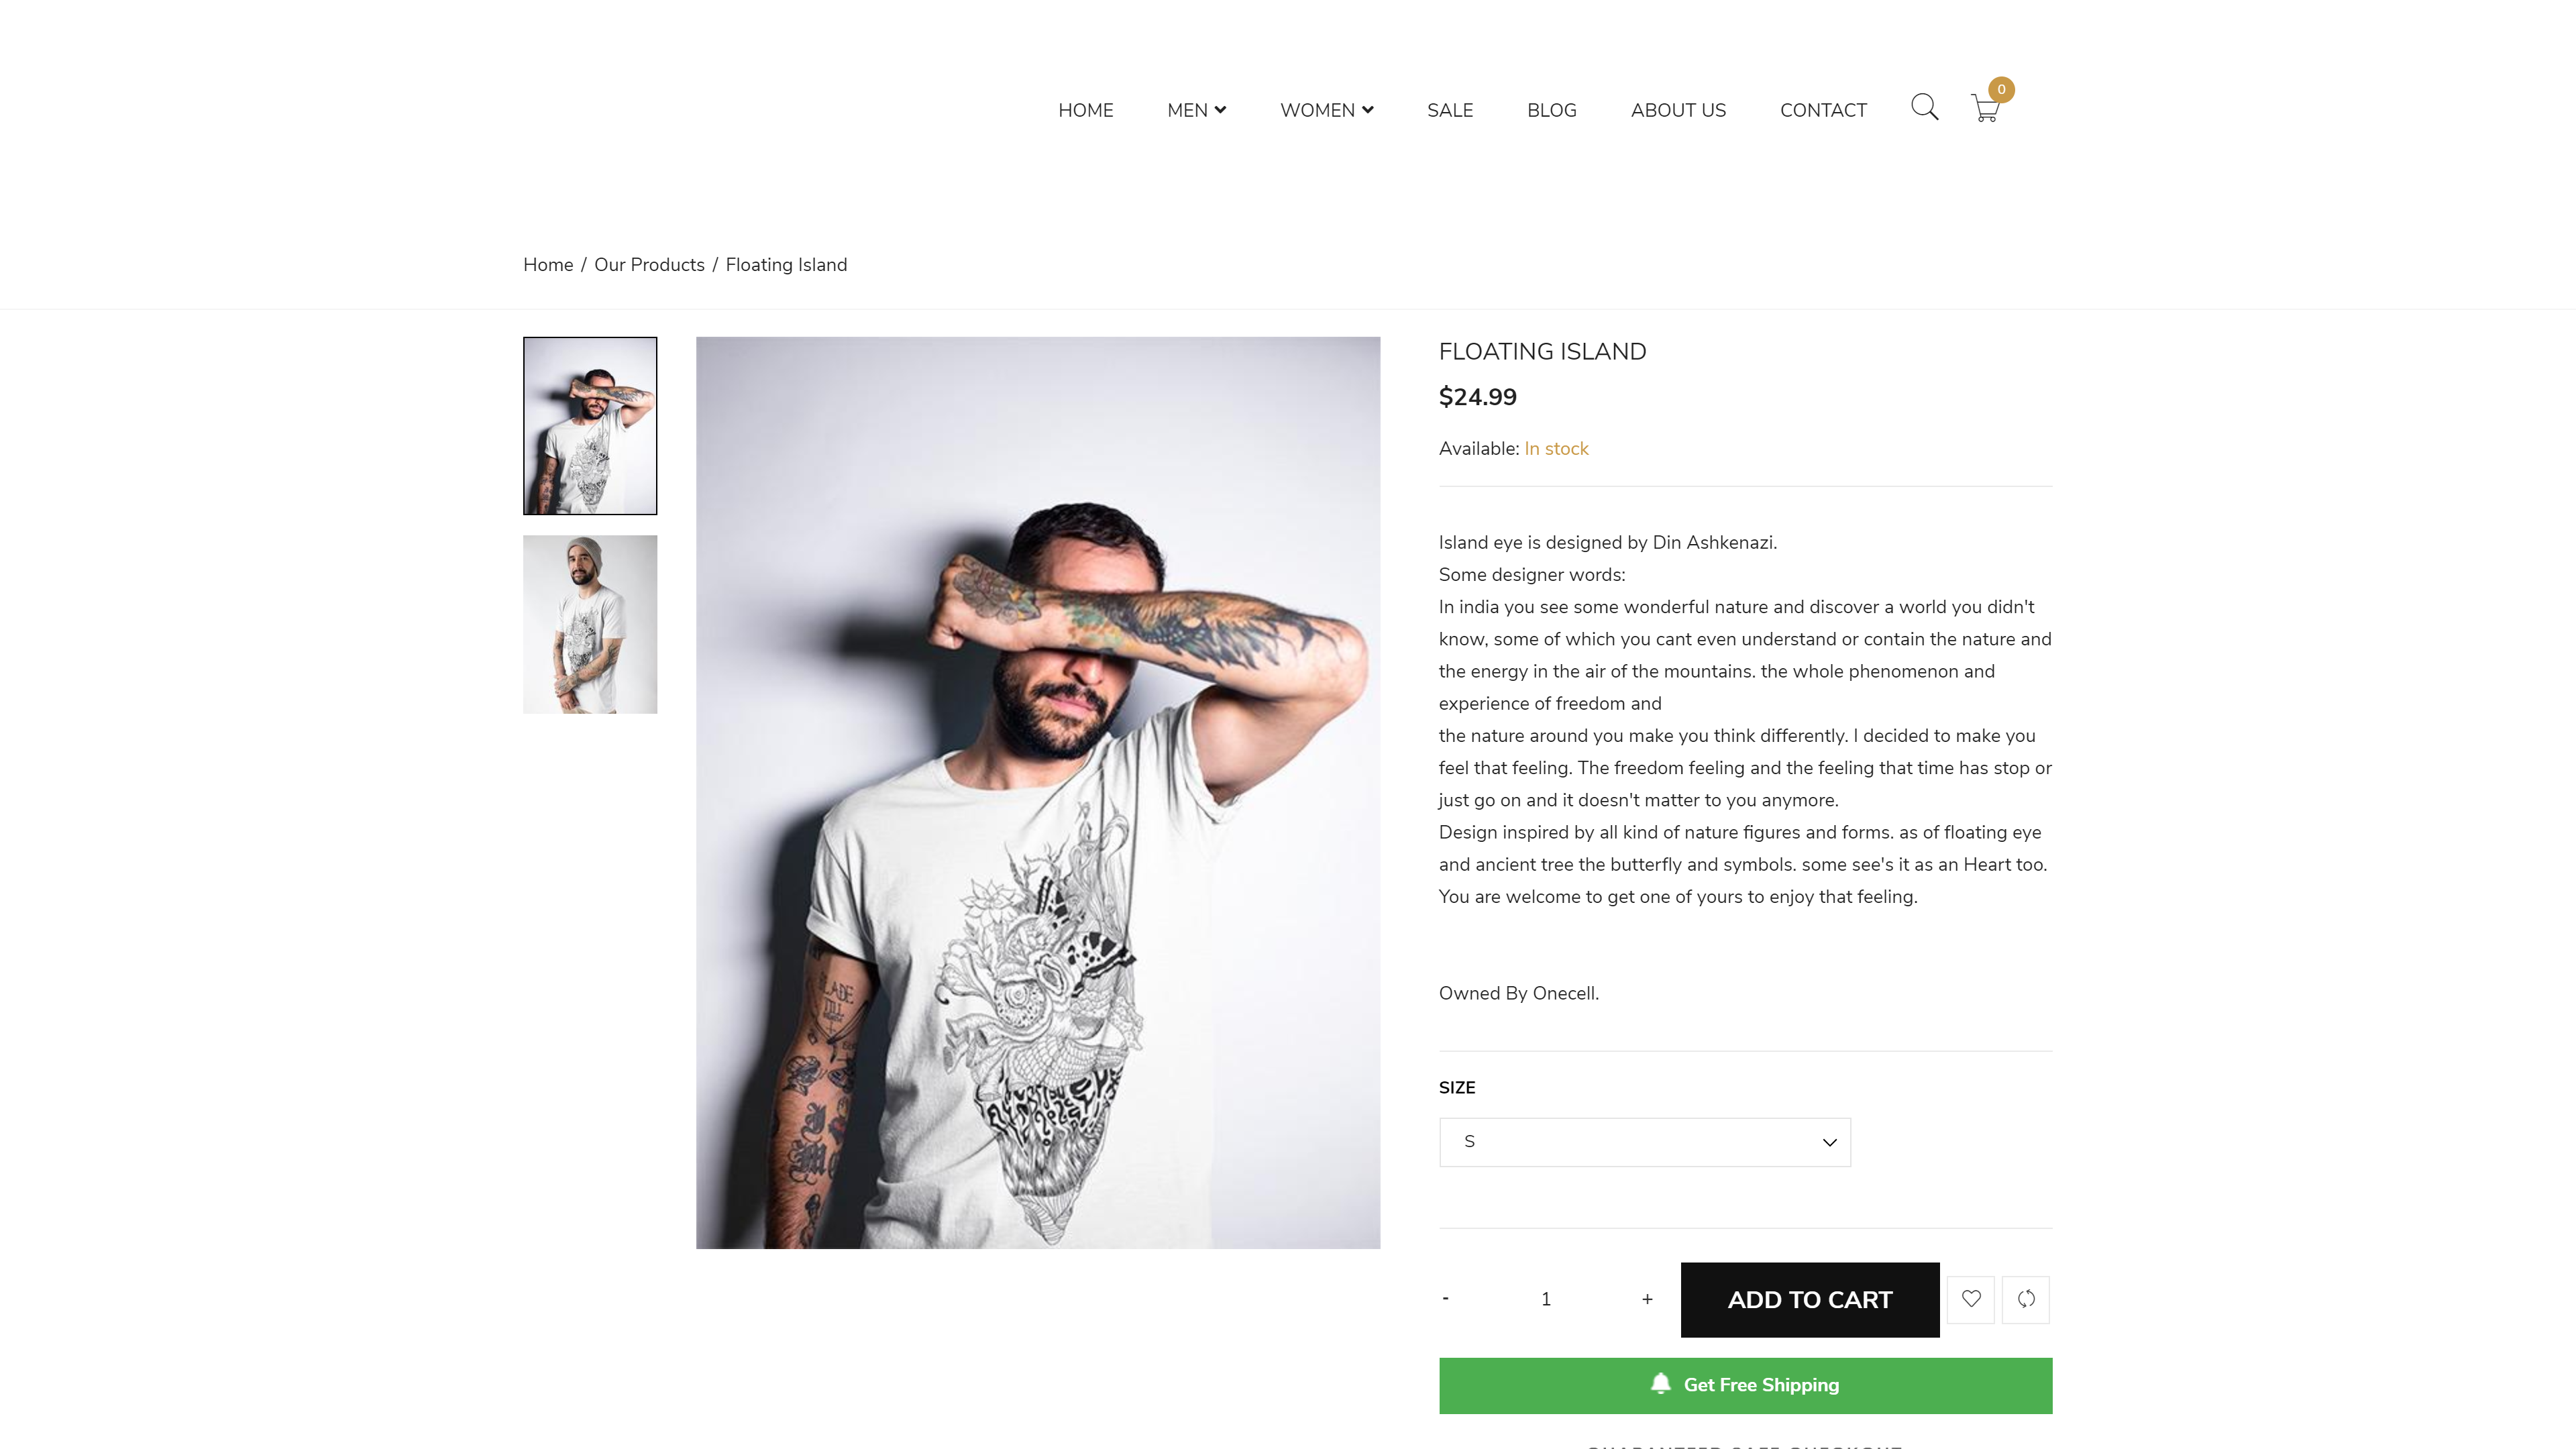 HOME MEN WOMEN SALE BLOG ABOUT US CONTACT 0
Home / Our Products / Floating Island
FLOATING ISLAND
$24.99
Available: In stock
Island eye is designed by Din Ashkenazi.
Some designer words:
In india you see some wonderful nature and discover a world you didn't
know, some of which you cant even understand or contain the nature and
the energy in the air of the mountains. the whole phenomenon and
experience of freedom and
the nature around you make you think differently. I decided to make you
feel that feeling. The freedom feeling and the feeling that time has stop or
just go on and it doesn't matter to you anymore.
Design inspired by all kind of nature figures and forms. as of floating eye
and ancient tree the butterfly and symbols. some see's it as an Heart too.
You are welcome to get one of yours to enjoy that feeling.
Owned By Onecell.
SIZE
S
- 1 + ADD TO CART
Get Free Shipping